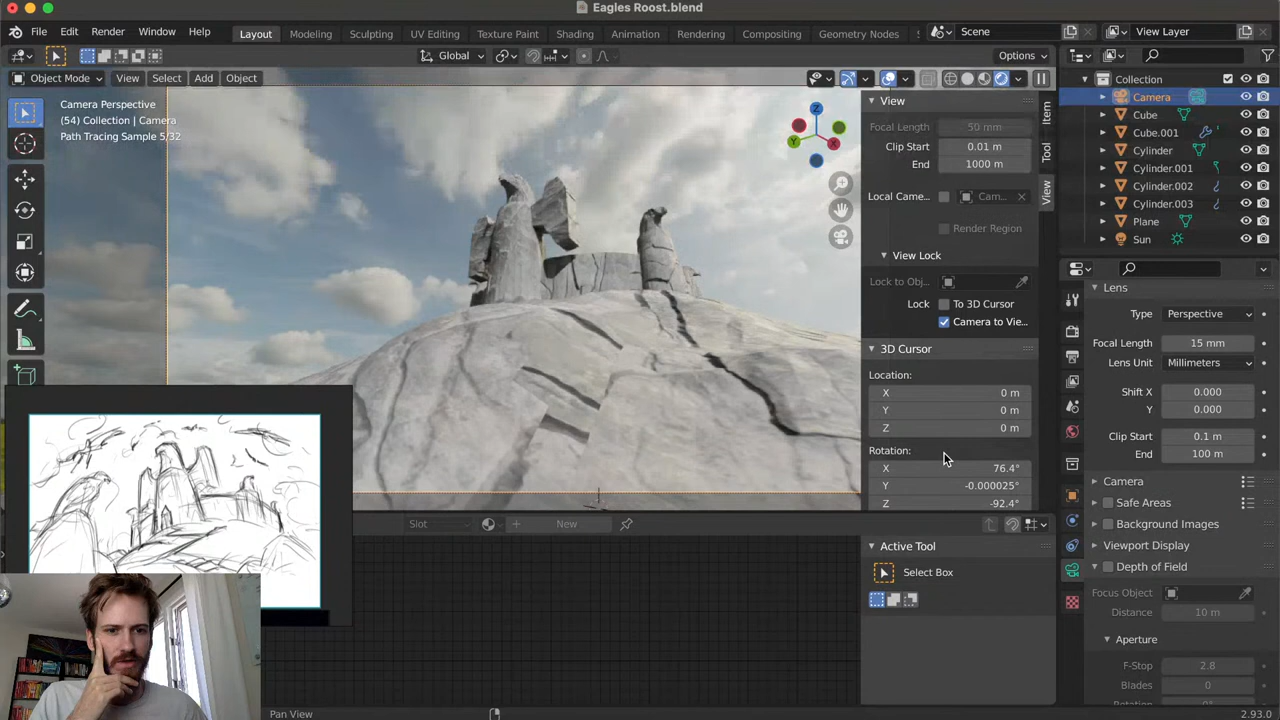 Eagles Roost.blend
File Edit Render Window Help Layout Modeling Sculpting UV Editing Texture Paint Shading Animation Rendering Compositing Geometry Nodes Scene View Layer
Global Options
Object Mode View Select Add Object
Camera Perspective
(54) Collection | Camera
Path Tracing Sample 5/32
Z
Y
X
View
Focal Length 50 mm
Clip Start 0.01 m
End 1000 m
Local Came... Cam...
Render Region
View Lock
Lock to Obj...
Lock To 3D Cursor
Camera to Vie...
3D Cursor
Location:
X 0 m
Y 0 m
Z 0 m
Rotation:
X 76.4°
Y -0.000025°
Z -92.4°
Item
Tool
View
Collection
Camera
Cube
Cube.001
Cylinder
Cylinder.001
Cylinder.002
Cylinder.003
Plane
Sun
Lens
Type Perspective
Focal Length 15 mm
Lens Unit Millimeters
Shift X 0.000
Y 0.000
Clip Start 0.1 m
End 100 m
Camera
Safe Areas
Background Images
Viewport Display
Depth of Field
Focus Object
Distance 10 m
Aperture
F-Stop 2.8
Blades 0
Slot New
Active Tool
Select Box
Pan View
2.93.0